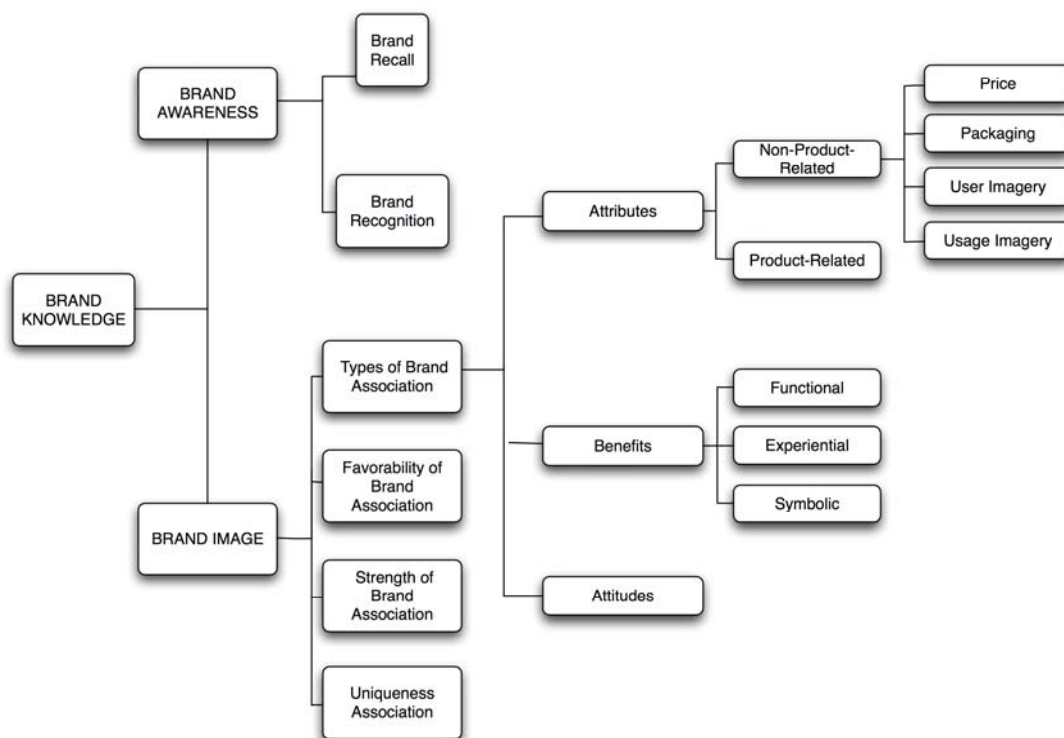 Brand
Recall
BRAND
AWARENESS
Brand
Recognition
BRAND
KNOWLEDGE
BRAND IMAGE
Types of Brand
Association
Favorability of
Brand
Association
Strength of
Brand
Association
Uniqueness
Association
Attributes
Benefits
Attitudes
Non-Product-
Related
Product-Related
Functional
Experiential
Symbolic
Price
Packaging
User Imagery
Usage Imagery